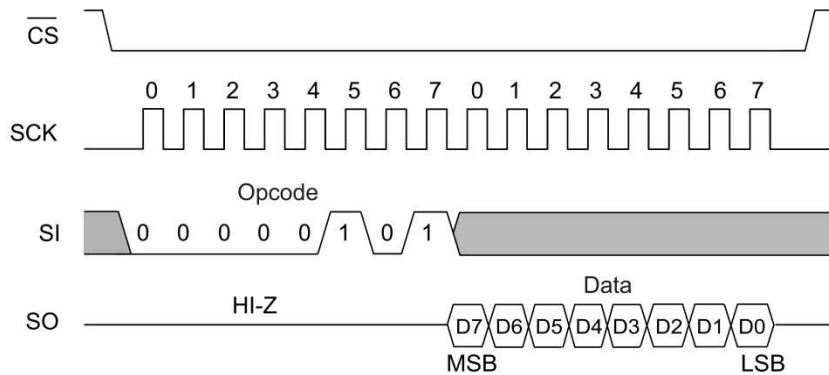 CS
0 1 2 3 4 5 6 7 0 1 2 3 4 5 6 7
SCK
Opcode
SI 0 0 0 0 0 1 0 1
HI-Z Data
SO D7 D6 D5 D4 D3 D2 D1 D0
MSB LSB